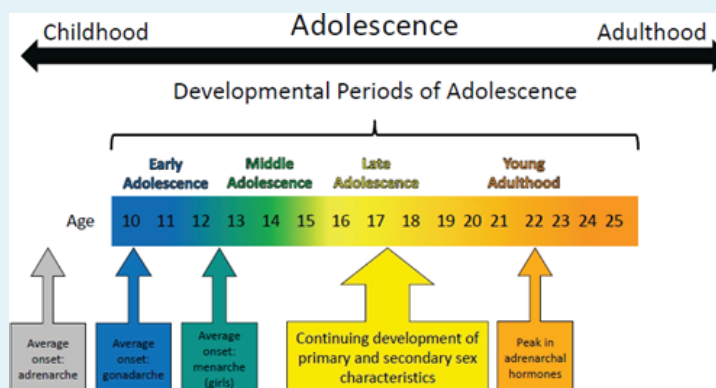 Childhood
Adolescence
Adulthood
Developmental Periods of Adolescence
Early
Adolescence
Middle
Adolescence
Late
Adolescence
Young
Adulthood
Age 10 11 12 13 14 15 16 17 18 19 20 21 22 23 24 25
Average
onset:
adrenarche
Average
onset:
gonadarche
Average
onset:
menarche
(girls)
Continuing development of
primary and secondary sex
characteristics
Peak in
adrenarchal
hormones